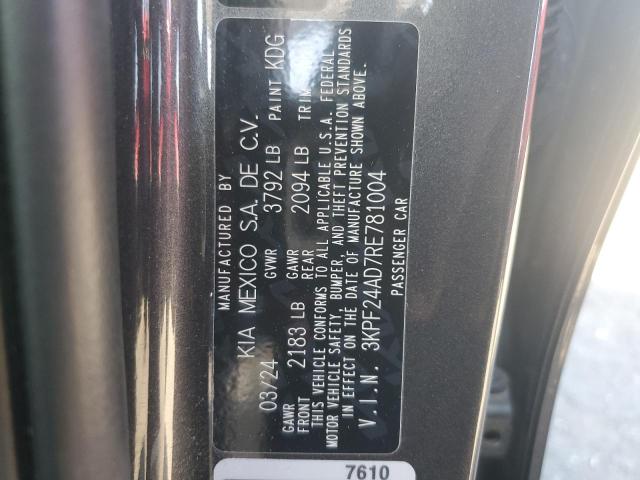 MANUFACTURED BY
KIA MEXICO S.A. DE C.V.
03/24 GVWR 3792 LB PAINT KDG
GAWR FRONT 2183 LB GAWR REAR 2094 LB TRIM
THIS VEHICLE CONFORMS TO ALL APPLICABLE U.S.A. FEDERAL
MOTOR VEHICLE SAFETY, BUMPER, AND THEFT PREVENTION STANDARDS
IN EFFECT ON THE DATE OF MANUFACTURE SHOWN ABOVE.
V.I.N. 3KPF24AD7RE781004
PASSENGER CAR
7610